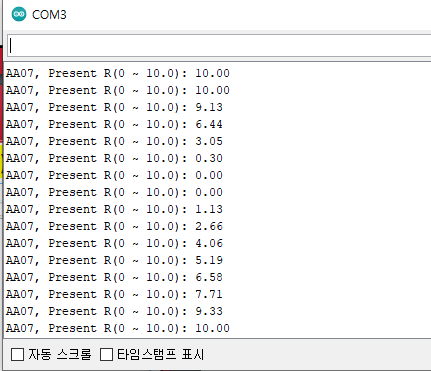 COM3
AA07, Present R(0 ~ 10.0): 10.00
AA07, Present R(0 ~ 10.0): 10.00
AA07, Present R(0 ~ 10.0): 9.13
AA07, Present R(0 ~ 10.0): 6.44
AA07, Present R(0 ~ 10.0): 3.05
AA07, Present R(0 ~ 10.0): 0.30
AA07, Present R(0 ~ 10.0): 0.00
AA07, Present R(0 ~ 10.0): 0.00
AA07, Present R(0 ~ 10.0): 1.13
AA07, Present R(0 ~ 10.0): 2.66
AA07, Present R(0 ~ 10.0): 4.06
AA07, Present R(0 ~ 10.0): 5.19
AA07, Present R(0 ~ 10.0): 6.58
AA07, Present R(0 ~ 10.0): 7.71
AA07, Present R(0 ~ 10.0): 9.33
AA07, Present R(0 ~ 10.0): 10.00
자동 스크롤 타임스탬프 표시